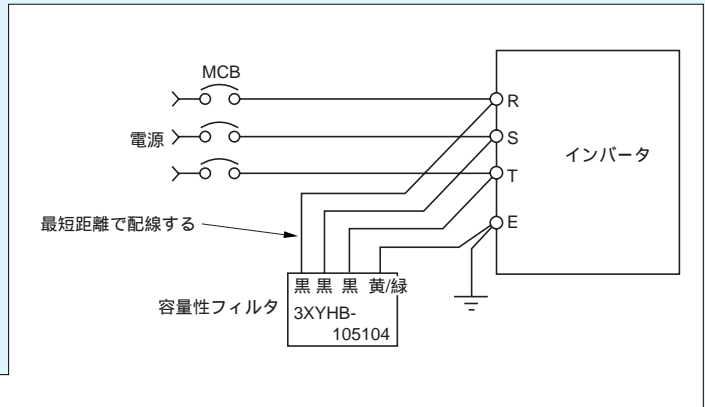 MCB
R
電源
S
インバータ
T
最短距離で配線する
E
黒 黒 黒 黄/緑
容量性フィルタ
3XYHB-
105104